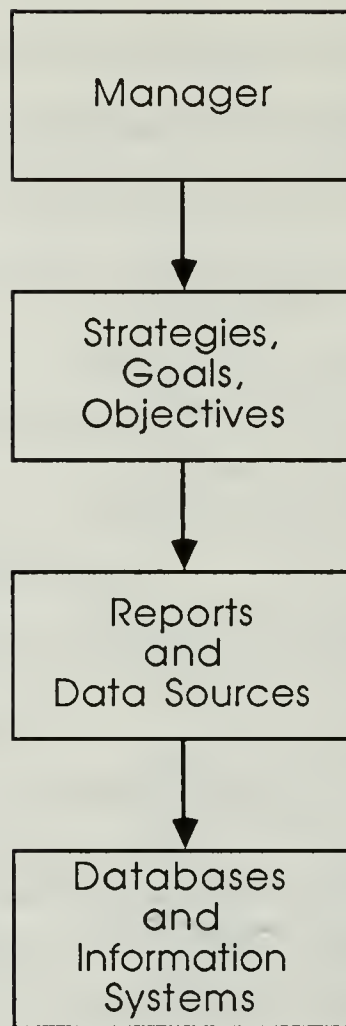 Manager
Strategies,
Goals,
Objectives
Reports
and
Data Sources
Databases
and
Information
Systems